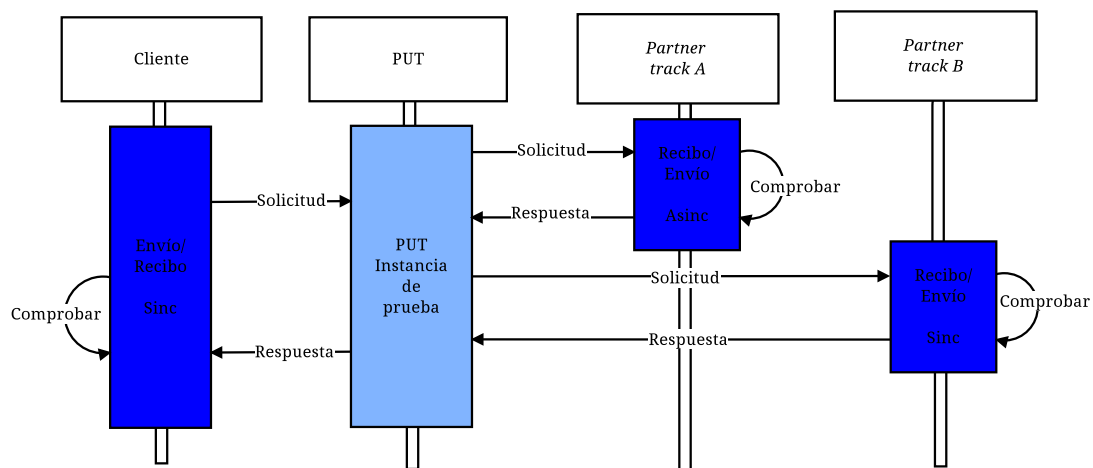 Cliente
PUT
Partner
track A
Partner
track B
Solicitud
Recibo/
Envío
Asinc
Comprobar
Solicitud
Respuesta
Envío/
Recibo
Sinc
Comprobar
PUT
Instancia
de
prueba
Solicitud
Recibo/
Envío
Sinc
Comprobar
Respuesta
Respuesta